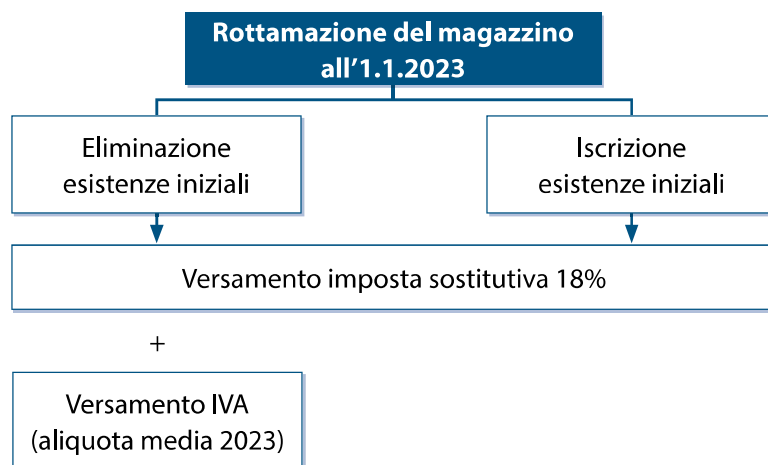 Rottamazione del magazzino
all'1.1.2023
Eliminazione
esistenze iniziali
Iscrizione
esistenze iniziali
Versamento imposta sostitutiva 18%
+
Versamento IVA
(aliquota media 2023)